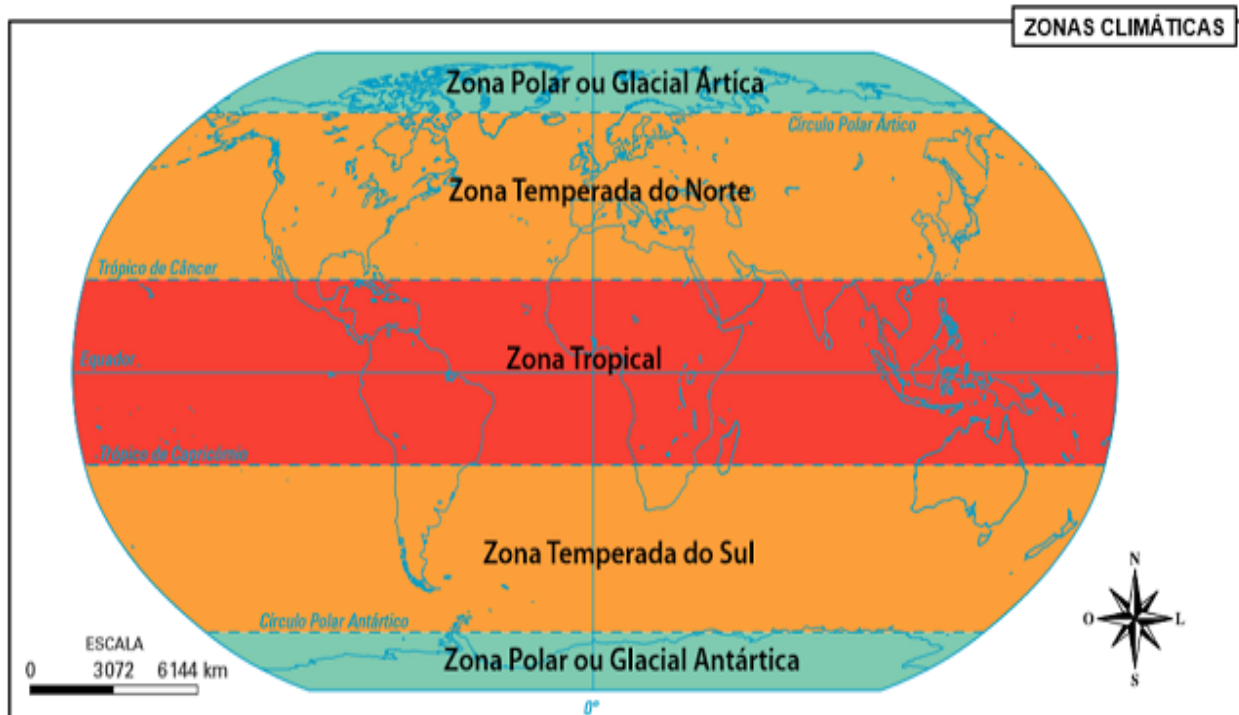 ZONAS CLIMÁTICAS
Zona Polar ou Glacial Ártica
Círculo Polar Ártico
Zona Temperada do Norte
Trópico de Câncer
Zona Tropical
Equador
Trópico de Capricórnio
Zona Temperada do Sul
Círculo Polar Antártico
Zona Polar ou Glacial Antártica
ESCALA
0 3072 6144 km
0°
N
O L
S